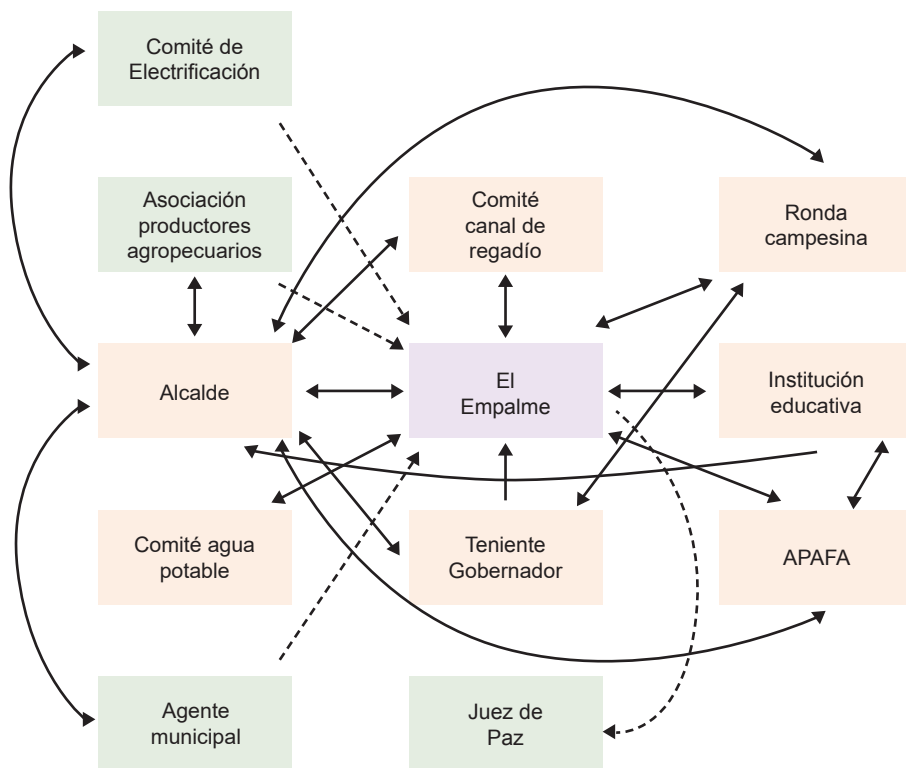 Comité de
Electrificación
Asociación
productores
agropecuarios
Comité
canal de
regadío
Ronda
campesina
Alcalde
El
Empalme
Institución
educativa
Comité agua
potable
Teniente
Gobernador
APAFA
Agente
municipal
Juez de
Paz